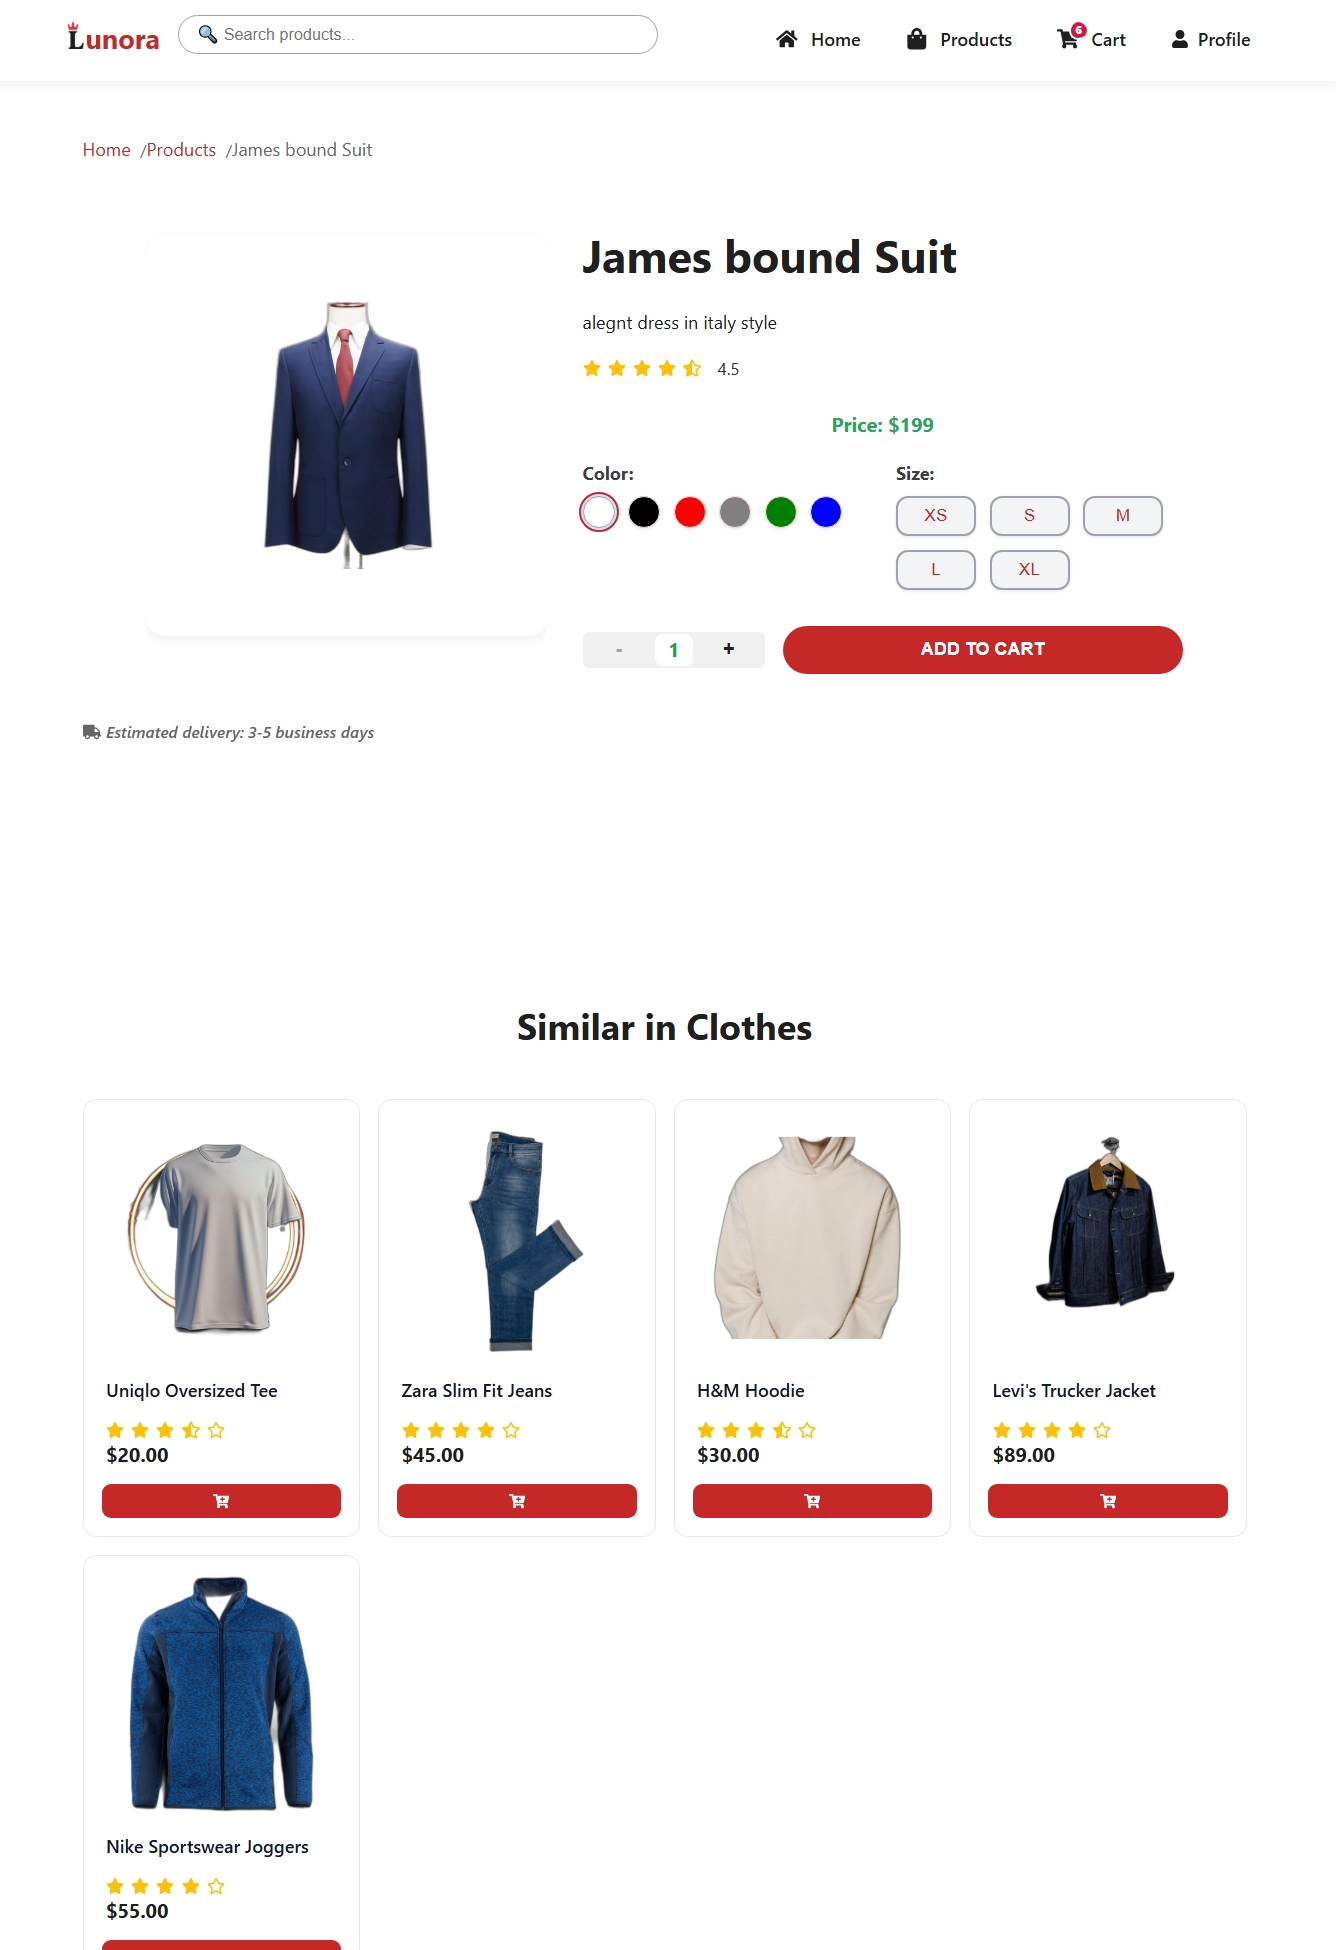 Lunora
🔍 Search products...
Home
Products
6
Cart
Profile
Home /Products /James bound Suit
James bound Suit
alegnt dress in italy style
4.5
Price: $199
Color:
Size:
XS
S
M
L
XL
- 1 +
ADD TO CART
Estimated delivery: 3-5 business days
Similar in Clothes
Uniqlo Oversized Tee
$20.00
Zara Slim Fit Jeans
$45.00
H&M Hoodie
$30.00
Levi's Trucker Jacket
$89.00
Nike Sportswear Joggers
$55.00